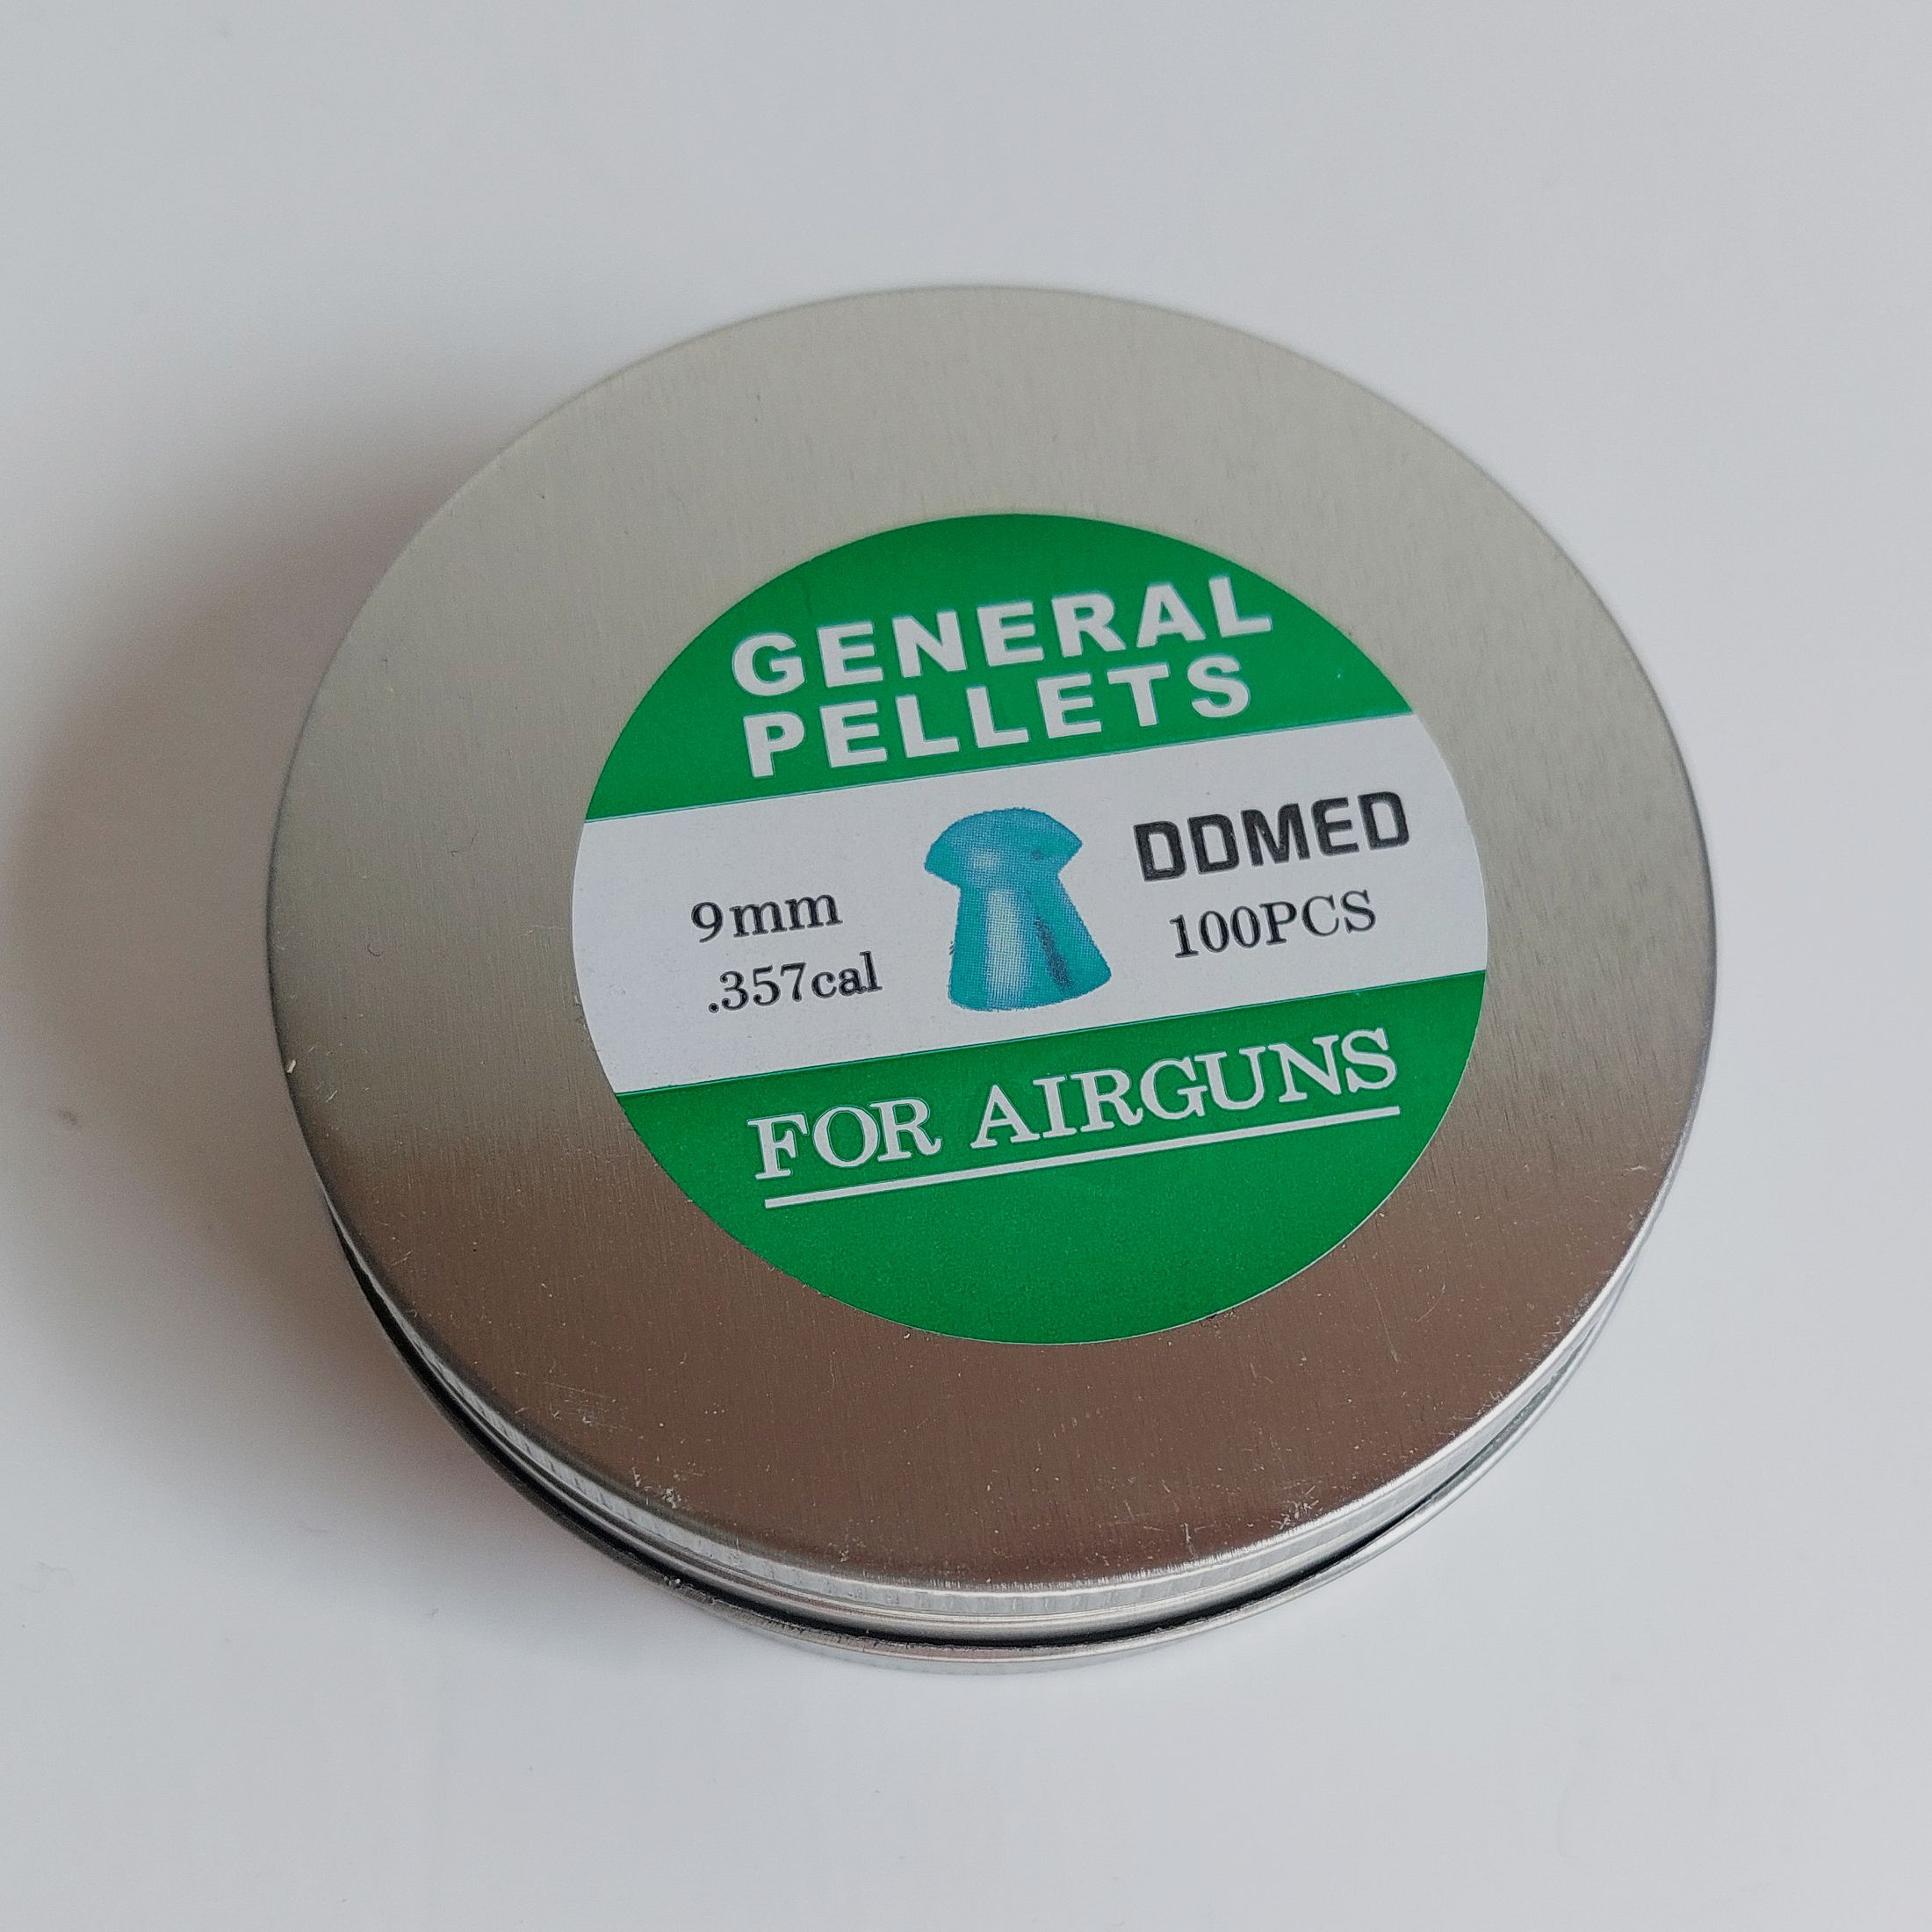 GENERAL
PELLETS
9mm
.357cal
DDMED
100PCS
FOR AIRGUNS